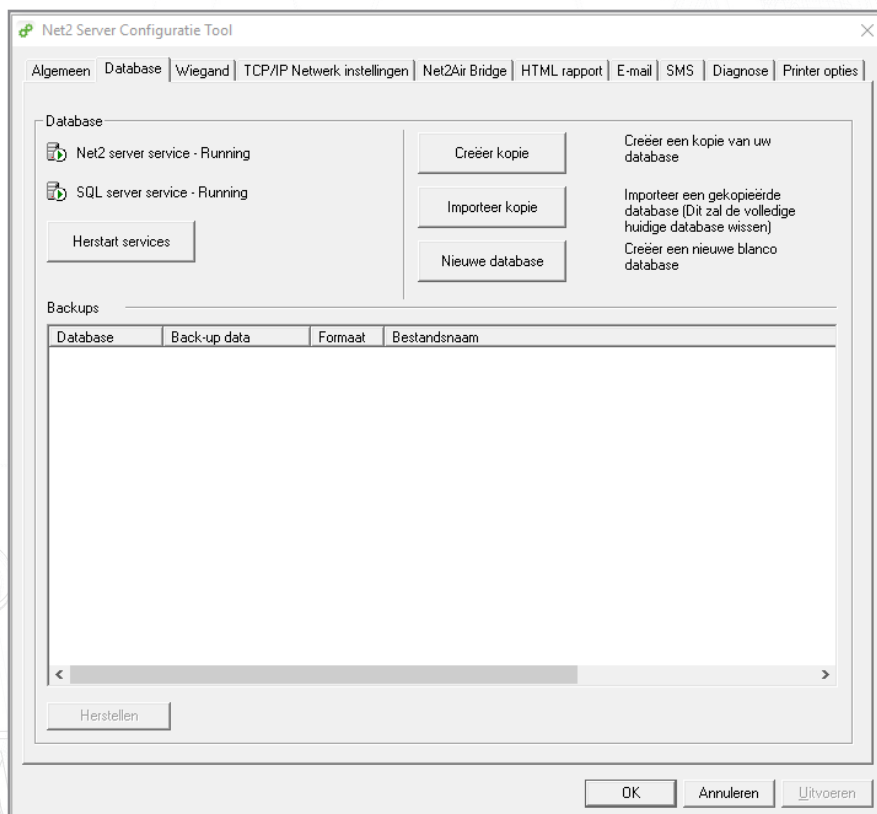 Net2 Server Configuratie Tool
Algemeen Database Wiegand TCP/IP Netwerk instellingen Net2Air Bridge HTML rapport E-mail SMS Diagnose Printer opties
Database
Net2 server service - Running
SQL server service - Running
Herstart services
Creëer kopie
Creëer een kopie van uw
database
Importeer kopie
Importeer een gekopieërde
database (Dit zal de volledige
huidige database wissen)
Nieuwe database
Creëer een nieuwe blanco
database
Backups
Database Back-up data Formaat Bestandsnaam
Herstellen
OK Annuleren Uitvoeren